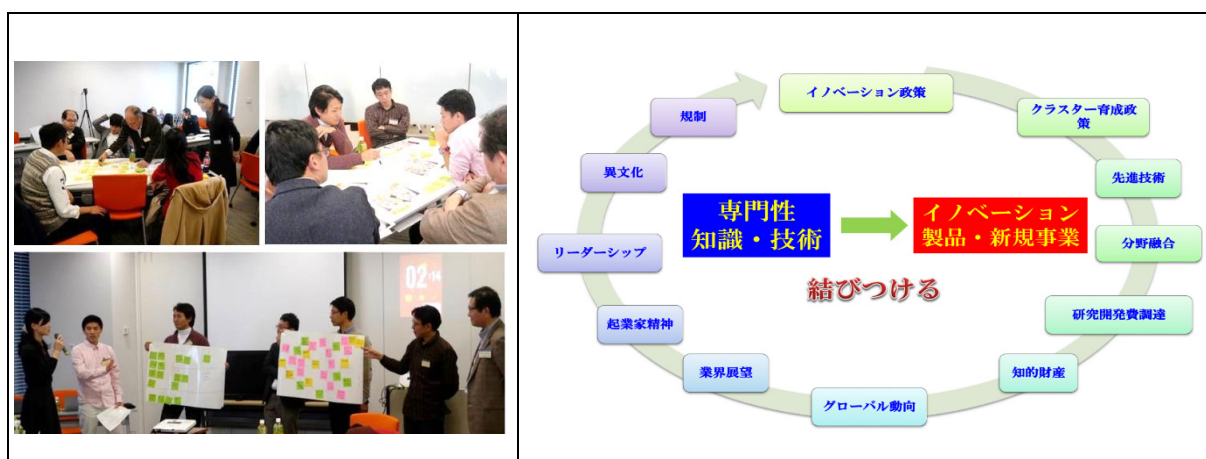 02:14
イノベーション政策
クラスター育成政
策
先進技術
分野融合
研究開発費調達
知的財産
グローバル動向
業界展望
起業家精神
リーダーシップ
異文化
規制
専門性
知識・技術
イノベーション
製品・新規事業
結びつける